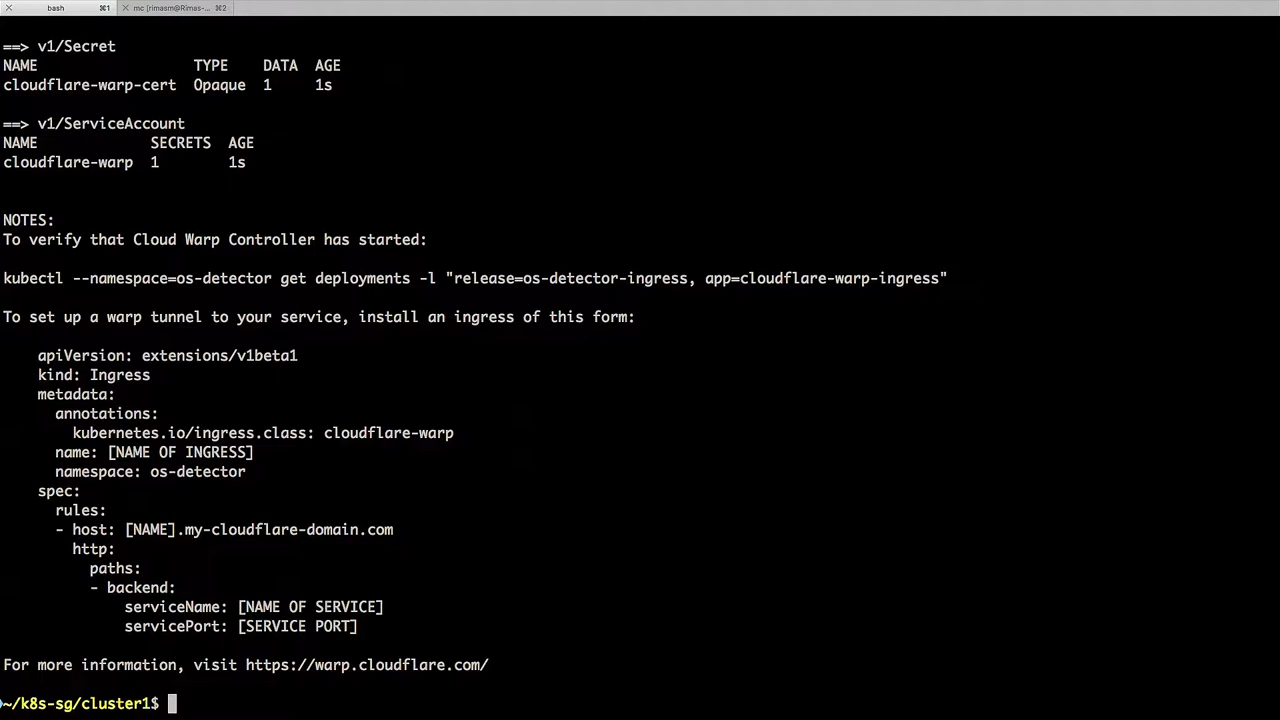 bash ⌘1 mc [rimasm@Rimas-... ⌘2
==> v1/Secret
NAME TYPE DATA AGE
cloudflare-warp-cert Opaque 1 1s
==> v1/ServiceAccount
NAME SECRETS AGE
cloudflare-warp 1 1s
NOTES:
To verify that Cloud Warp Controller has started:
kubectl --namespace=os-detector get deployments -l "release=os-detector-ingress, app=cloudflare-warp-ingress"
To set up a warp tunnel to your service, install an ingress of this form:
apiVersion: extensions/v1beta1
kind: Ingress
metadata:
annotations:
kubernetes.io/ingress.class: cloudflare-warp
name: [NAME OF INGRESS]
namespace: os-detector
spec:
rules:
- host: [NAME].my-cloudflare-domain.com
http:
paths:
- backend:
serviceName: [NAME OF SERVICE]
servicePort: [SERVICE PORT]
For more information, visit https://warp.cloudflare.com/
~/k8s-sg/cluster1$